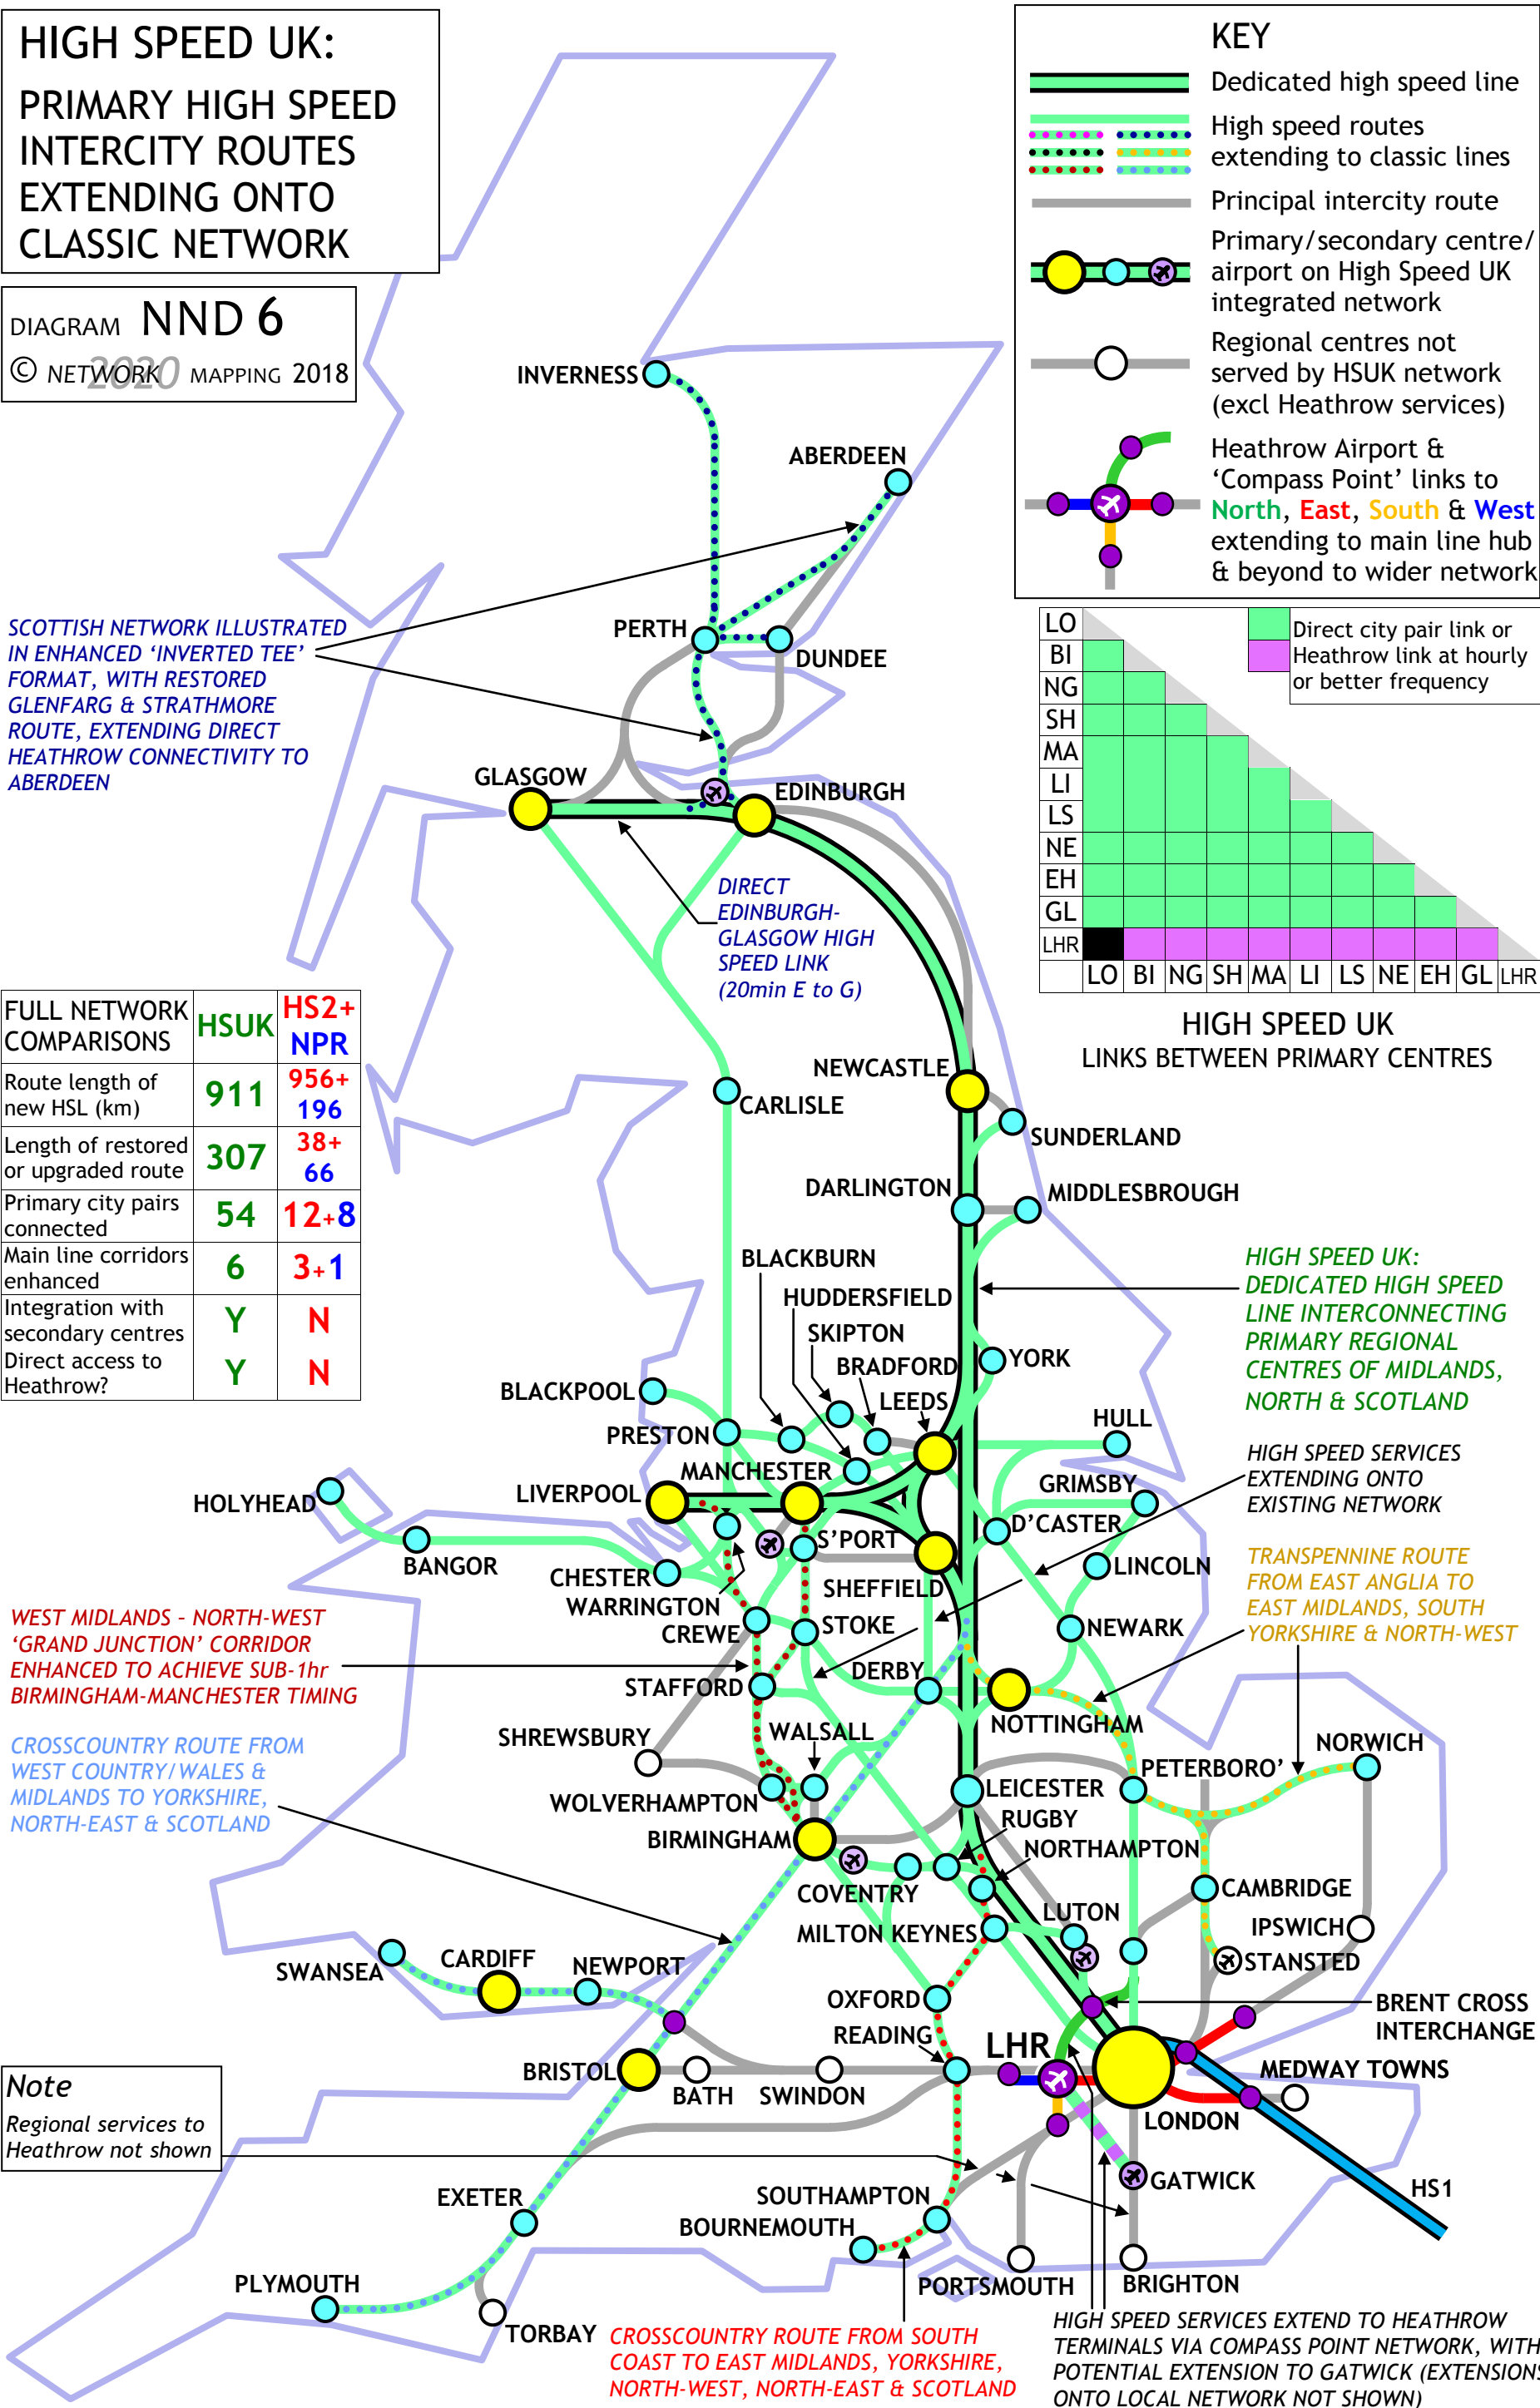 HIGH SPEED UK:
PRIMARY HIGH SPEED
INTERCITY ROUTES
EXTENDING ONTO
CLASSIC NETWORK
DIAGRAM NND 6
© NETWORK 2020 MAPPING 2018
KEY
Dedicated high speed line
High speed routes
extending to classic lines
Principal intercity route
Primary/secondary centre/
airport on High Speed UK
integrated network
Regional centres not
served by HSUK network
(excl Heathrow services)
Heathrow Airport &
‘Compass Point’ links to
North, East, South & West
extending to main line hub
& beyond to wider network
LO
BI
NG
SH
MA
LI
LS
NE
EH
GL
LHR
LO BI NG SH MA LI LS NE EH GL LHR
Direct city pair link or
Heathrow link at hourly
or better frequency
HIGH SPEED UK
LINKS BETWEEN PRIMARY CENTRES
INVERNESS
ABERDEEN
PERTH
DUNDEE
SCOTTISH NETWORK ILLUSTRATED
IN ENHANCED ‘INVERTED TEE’
FORMAT, WITH RESTORED
GLENFARG & STRATHMORE
ROUTE, EXTENDING DIRECT
HEATHROW CONNECTIVITY TO
ABERDEEN
GLASGOW
EDINBURGH
DIRECT
EDINBURGH-
GLASGOW HIGH
SPEED LINK
(20min E to G)
FULL NETWORK
COMPARISONS
HSUK
HS2+
NPR
Route length of
new HSL (km)
911
956+
196
Length of restored
or upgraded route
307
38+
66
Primary city pairs
connected
54
12+8
Main line corridors
enhanced
6
3+1
Integration with
secondary centres
Y
N
Direct access to
Heathrow?
Y
N
NEWCASTLE
CARLISLE
SUNDERLAND
DARLINGTON
MIDDLESBROUGH
BLACKBURN
HUDDERSFIELD
SKIPTON
BRADFORD
LEEDS
YORK
HIGH SPEED UK:
DEDICATED HIGH SPEED
LINE INTERCONNECTING
PRIMARY REGIONAL
CENTRES OF MIDLANDS,
NORTH & SCOTLAND
BLACKPOOL
PRESTON
HULL
MANCHESTER
LIVERPOOL
GRIMSBY
HIGH SPEED SERVICES
EXTENDING ONTO
EXISTING NETWORK
HOLYHEAD
BANGOR
S'PORT
D'CASTER
CHESTER
WARRINGTON
SHEFFIELD
LINCOLN
TRANSPENNINE ROUTE
FROM EAST ANGLIA TO
EAST MIDLANDS, SOUTH
YORKSHIRE & NORTH-WEST
WEST MIDLANDS – NORTH-WEST
‘GRAND JUNCTION’ CORRIDOR
ENHANCED TO ACHIEVE SUB-1hr
BIRMINGHAM-MANCHESTER TIMING
CREWE
STOKE
NEWARK
STAFFORD
DERBY
NOTTINGHAM
CROSSCOUNTRY ROUTE FROM
WEST COUNTRY/WALES &
MIDLANDS TO YORKSHIRE,
NORTH-EAST & SCOTLAND
SHREWSBURY
WALSALL
NORWICH
PETERBORO'
WOLVERHAMPTON
LEICESTER
BIRMINGHAM
RUGBY
NORTHAMPTON
COVENTRY
CAMBRIDGE
MILTON KEYNES
LUTON
IPSWICH
STANSTED
SWANSEA
CARDIFF
NEWPORT
OXFORD
BRENT CROSS
INTERCHANGE
READING
LHR
BRISTOL
BATH
SWINDON
MEDWAY TOWNS
LONDON
Note
Regional services to
Heathrow not shown
GATWICK
HS1
EXETER
SOUTHAMPTON
BOURNEMOUTH
PLYMOUTH
PORTSMOUTH
BRIGHTON
TORBAY
CROSSCOUNTRY ROUTE FROM SOUTH
COAST TO EAST MIDLANDS, YORKSHIRE,
NORTH-WEST, NORTH-EAST & SCOTLAND
HIGH SPEED SERVICES EXTEND TO HEATHROW
TERMINALS VIA COMPASS POINT NETWORK, WITH
POTENTIAL EXTENSION TO GATWICK (EXTENSIONS
ONTO LOCAL NETWORK NOT SHOWN)